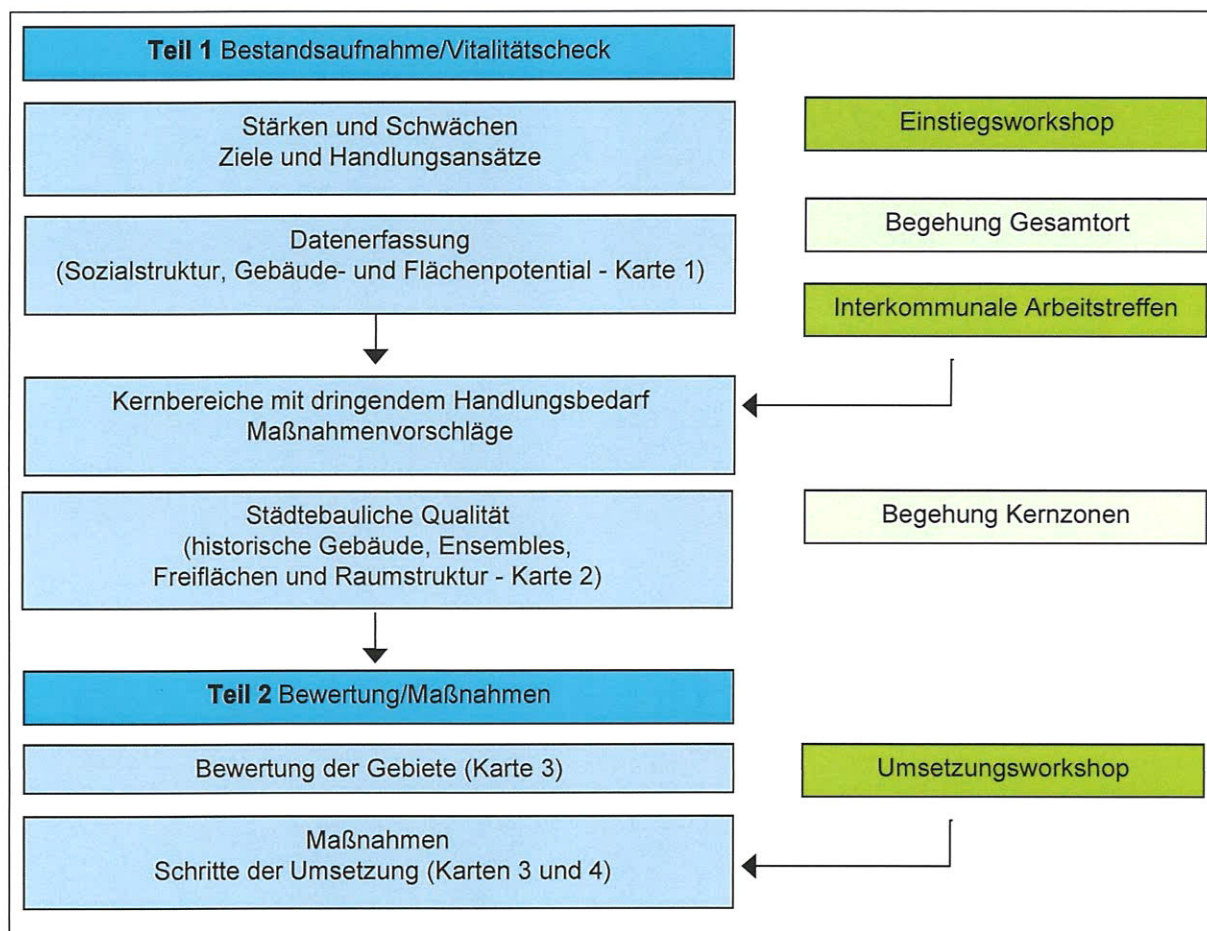 Teil 1 Bestandsaufnahme/Vitalitätscheck
Stärken und Schwächen
Ziele und Handlungsansätze
Einstiegsworkshop
Datenerfassung
(Sozialstruktur, Gebäude- und Flächenpotential - Karte 1)
Begehung Gesamtort
Interkommunale Arbeitstreffen
Kernbereiche mit dringendem Handlungsbedarf
Maßnahmenvorschläge
Städtebauliche Qualität
(historische Gebäude, Ensembles,
Freiflächen und Raumstruktur - Karte 2)
Begehung Kernzonen
Teil 2 Bewertung/Maßnahmen
Bewertung der Gebiete (Karte 3)
Umsetzungsworkshop
Maßnahmen
Schritte der Umsetzung (Karten 3 und 4)